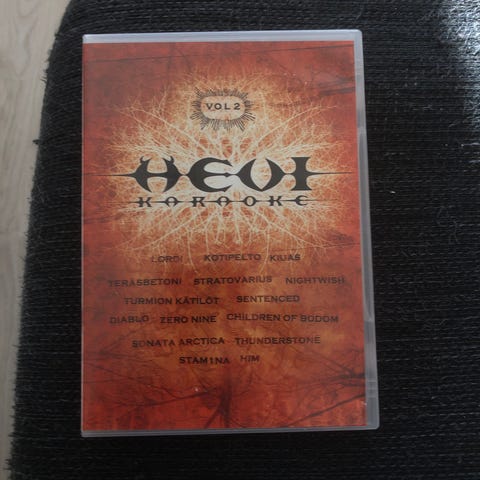 VOL 2
HEVI
KARAOKE
LORDI KOTIPELTO KIUAS
TERÄSBETONI STRATOVARIUS NIGHTWISH
TURMION KÄTILÖT SENTENCED
DIABLO ZERO NINE CHILDREN OF BODOM
SONATA ARCTICA THUNDERSTONE
STAM1NA HIM